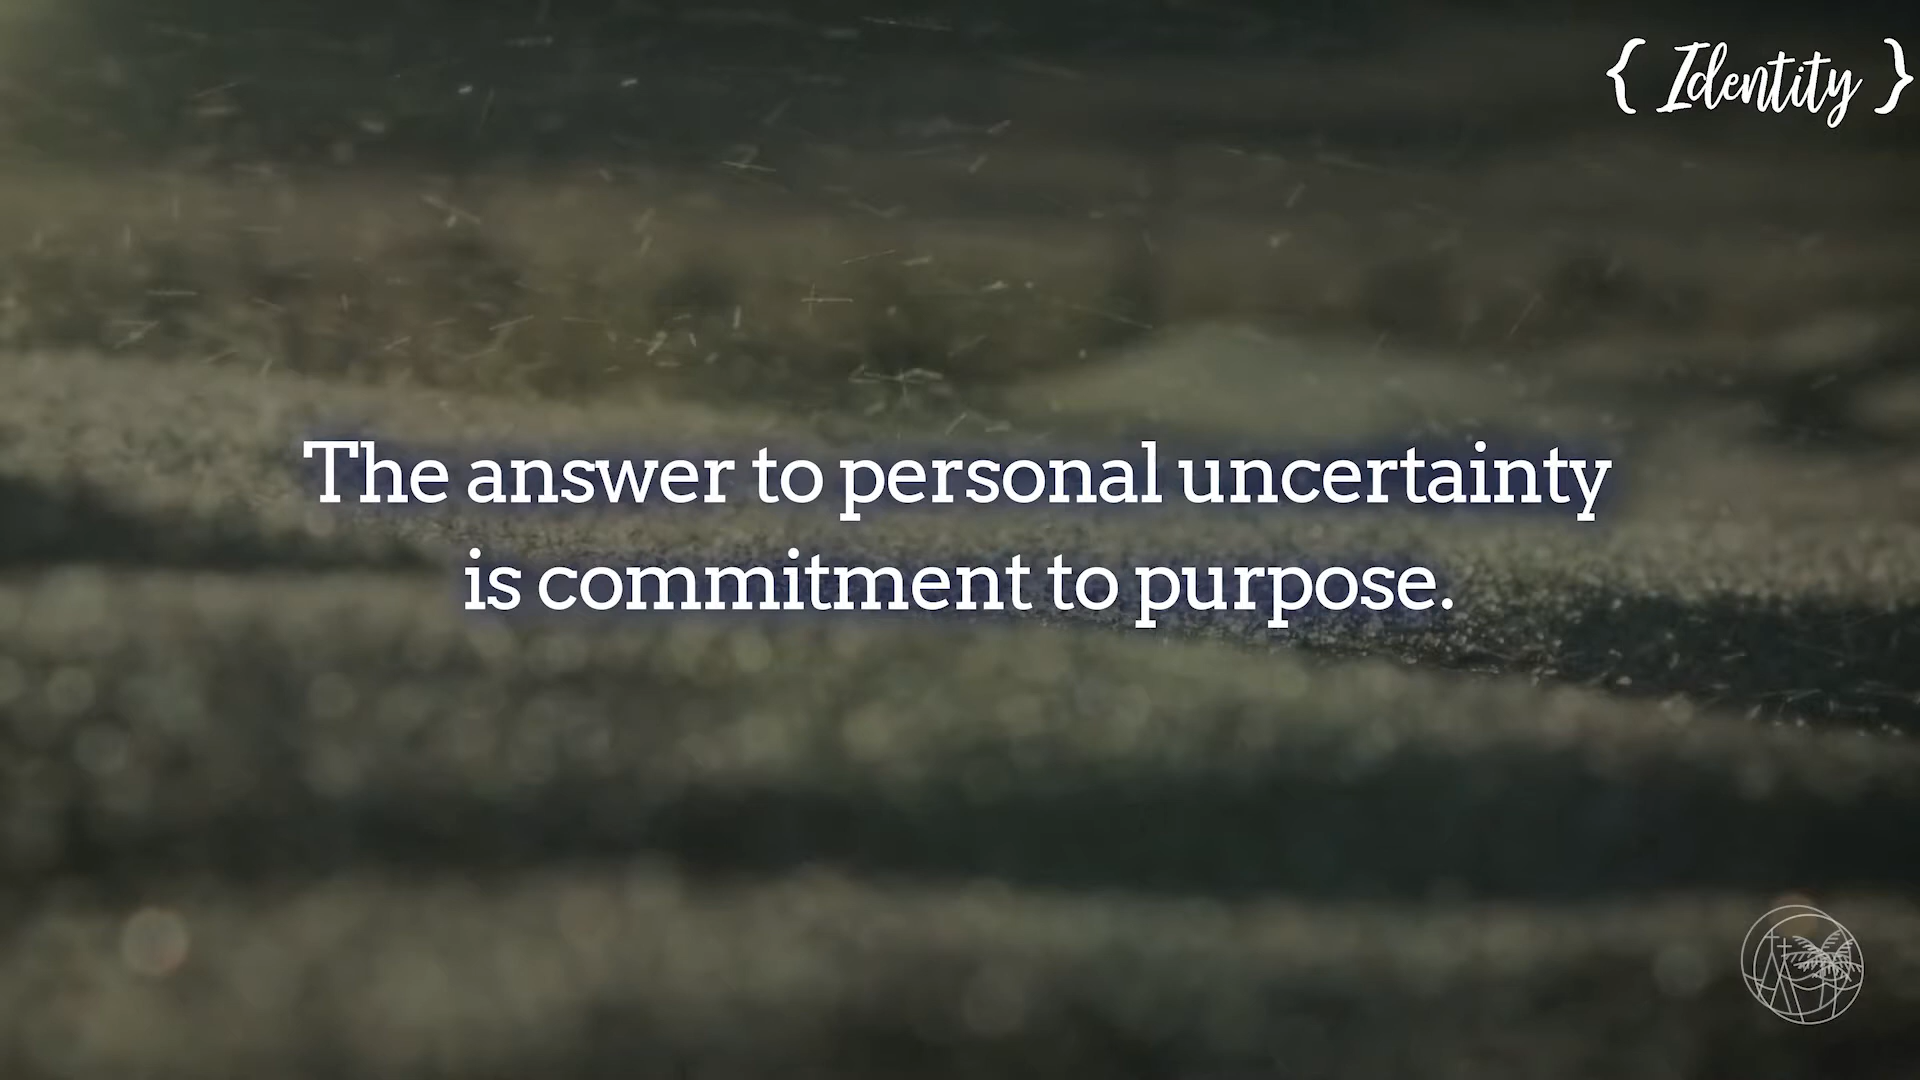 { Identity }
The answer to personal uncertainty
is commitment to purpose.